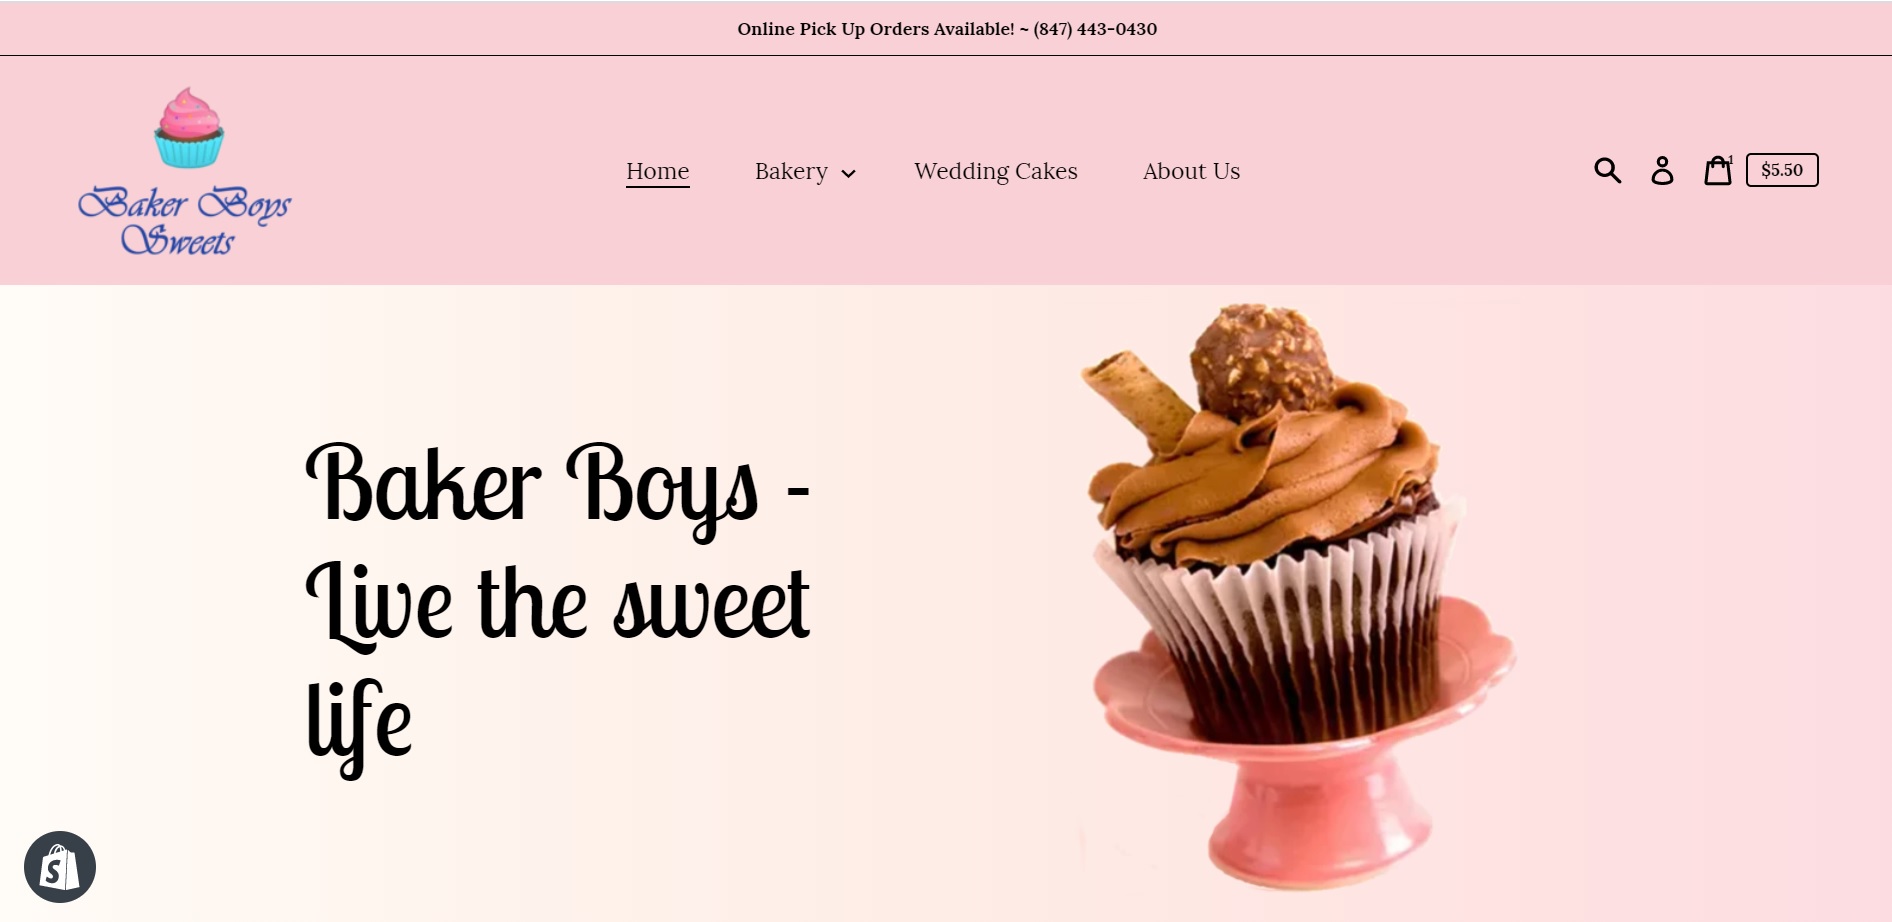 Online Pick Up Orders Available! ~ (847) 443-0430
Baker Boys
Sweets
Home
Bakery
Wedding Cakes
About Us
1
$5.50
Baker Boys -
Live the sweet
life
S